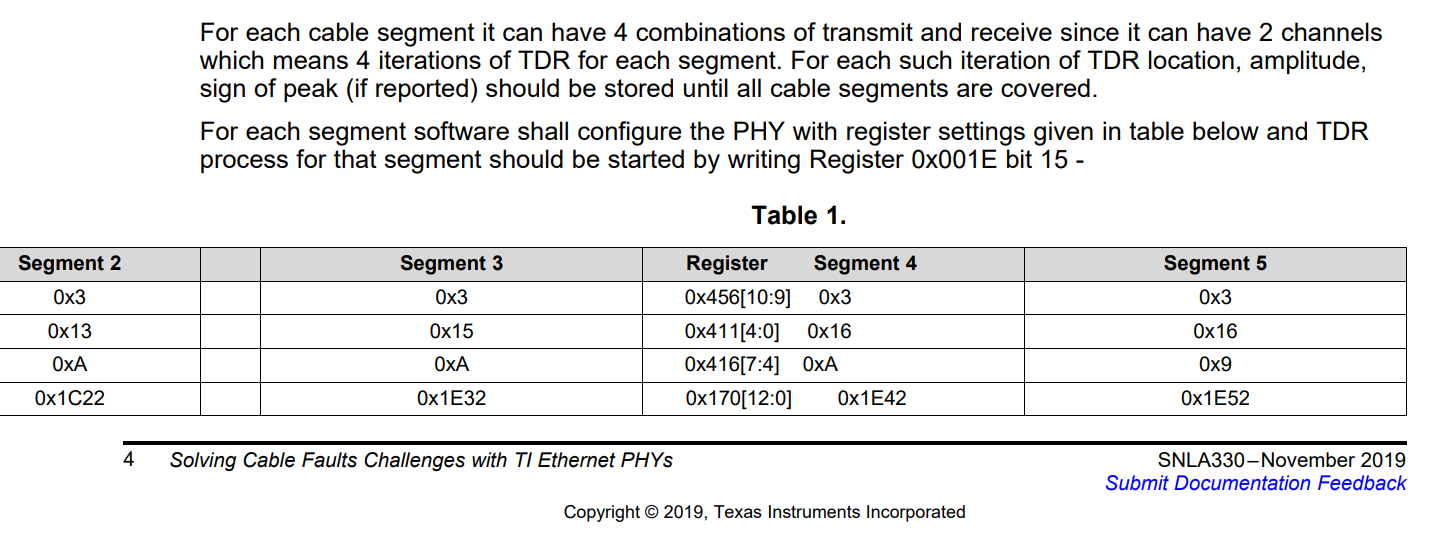 For each cable segment it can have 4 combinations of transmit and receive since it can have 2 channels
which means 4 iterations of TDR for each segment. For each such iteration of TDR location, amplitude,
sign of peak (if reported) should be stored until all cable segments are covered.
For each segment software shall configure the PHY with register settings given in table below and TDR
process for that segment should be started by writing Register 0x001E bit 15 -
Table 1.
Segment 2 Segment 3 Register Segment 4 Segment 5
0x3 0x3 0x456[10:9] 0x3 0x3
0x13 0x15 0x411[4:0] 0x16 0x16
0xA 0xA 0x416[7:4] 0xA 0x9
0x1C22 0x1E32 0x170[12:0] 0x1E42 0x1E52
4 Solving Cable Faults Challenges with TI Ethernet PHYs SNLA330–November 2019
Submit Documentation Feedback
Copyright © 2019, Texas Instruments Incorporated